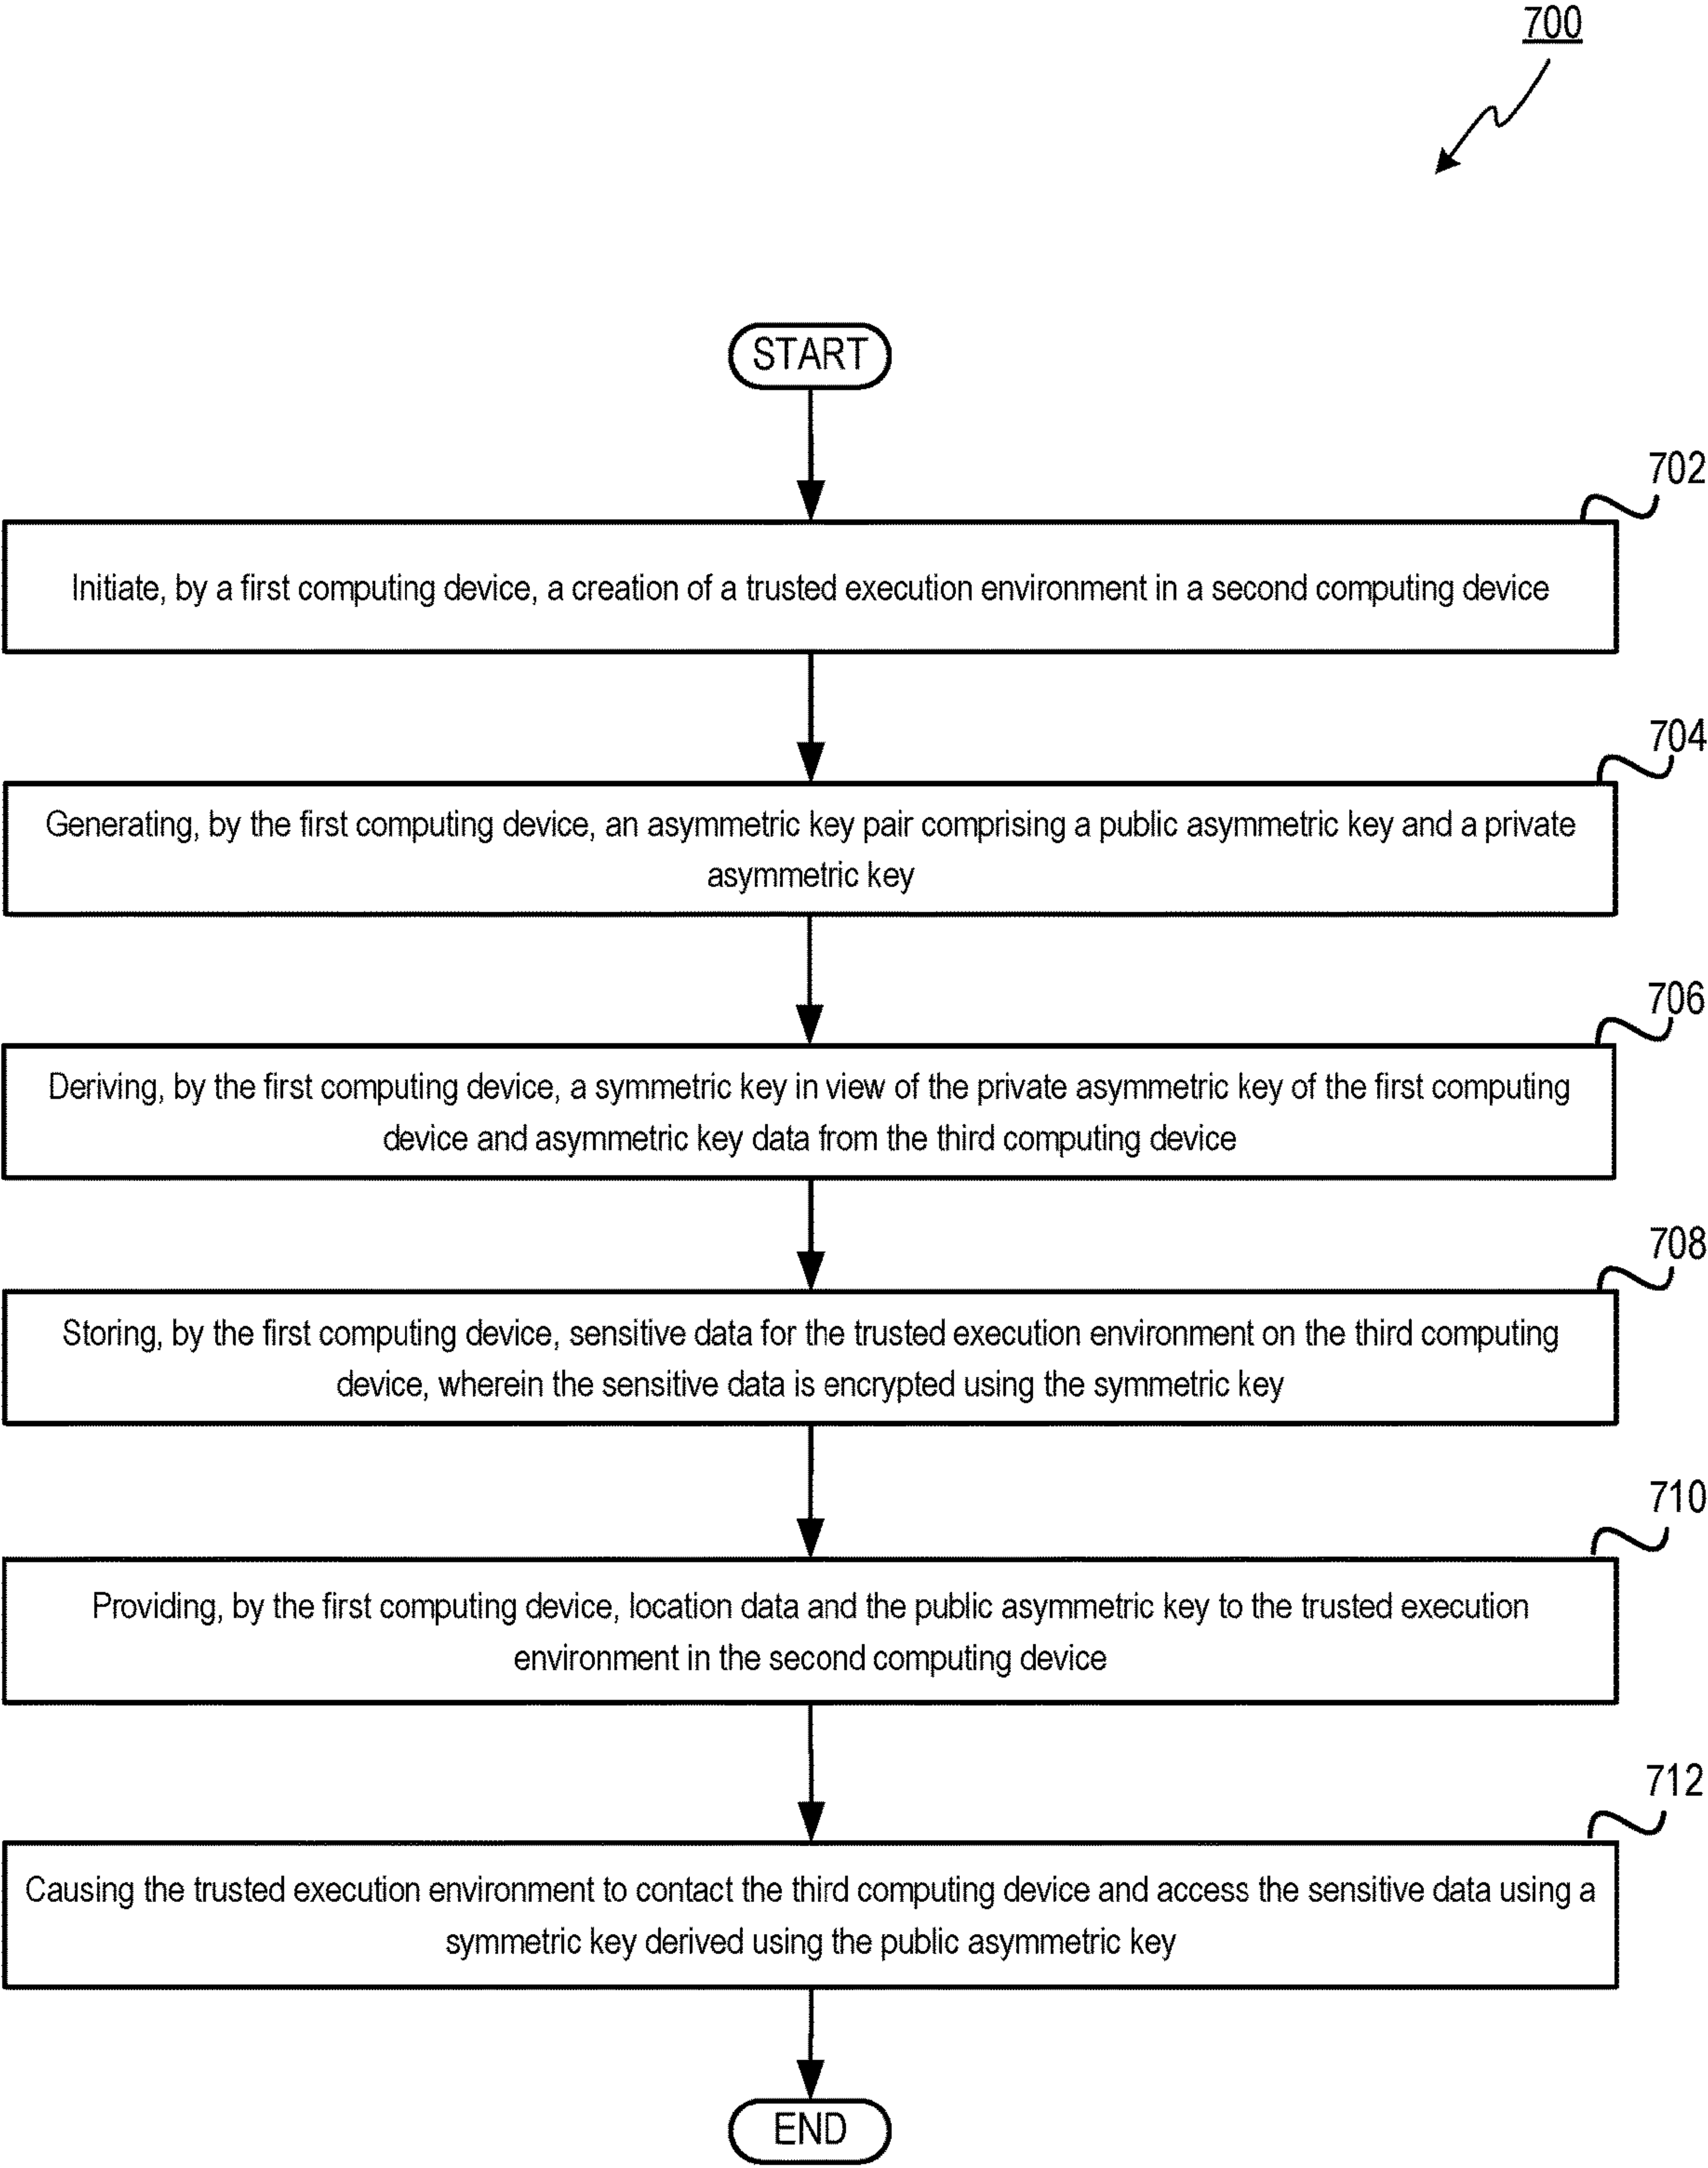 700
START
702
Initiate, by a first computing device, a creation of a trusted execution environment in a second computing device
704
Generating, by the first computing device, an asymmetric key pair comprising a public asymmetric key and a private
asymmetric key
706
Deriving, by the first computing device, a symmetric key in view of the private asymmetric key of the first computing
device and asymmetric key data from the third computing device
708
Storing, by the first computing device, sensitive data for the trusted execution environment on the third computing
device, wherein the sensitive data is encrypted using the symmetric key
710
Providing, by the first computing device, location data and the public asymmetric key to the trusted execution
environment in the second computing device
712
Causing the trusted execution environment to contact the third computing device and access the sensitive data using a
symmetric key derived using the public asymmetric key
END